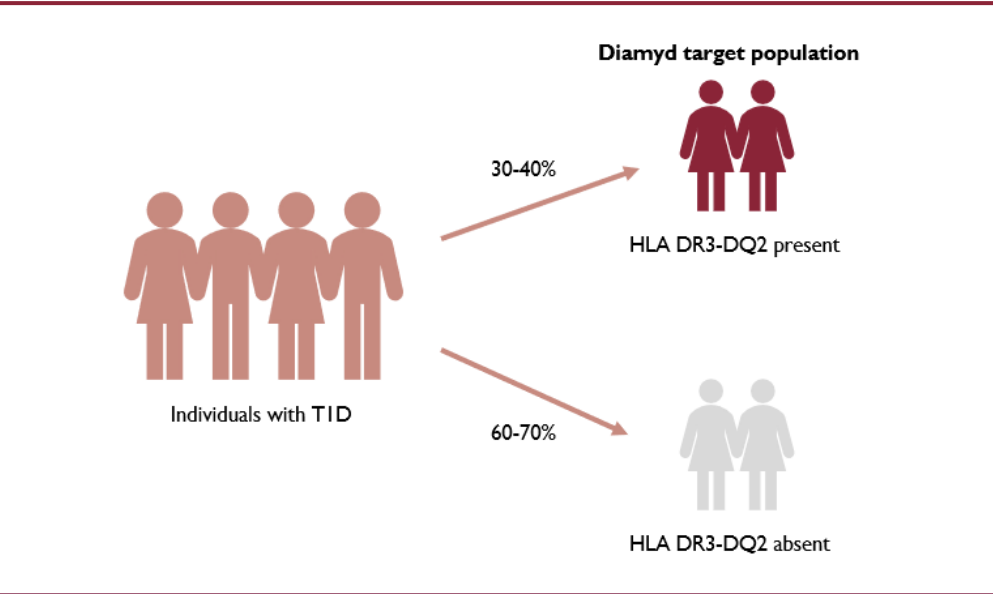 Diamyd target population
30-40%
HLA DR3-DQ2 present
Individuals with T1D
60-70%
HLA DR3-DQ2 absent